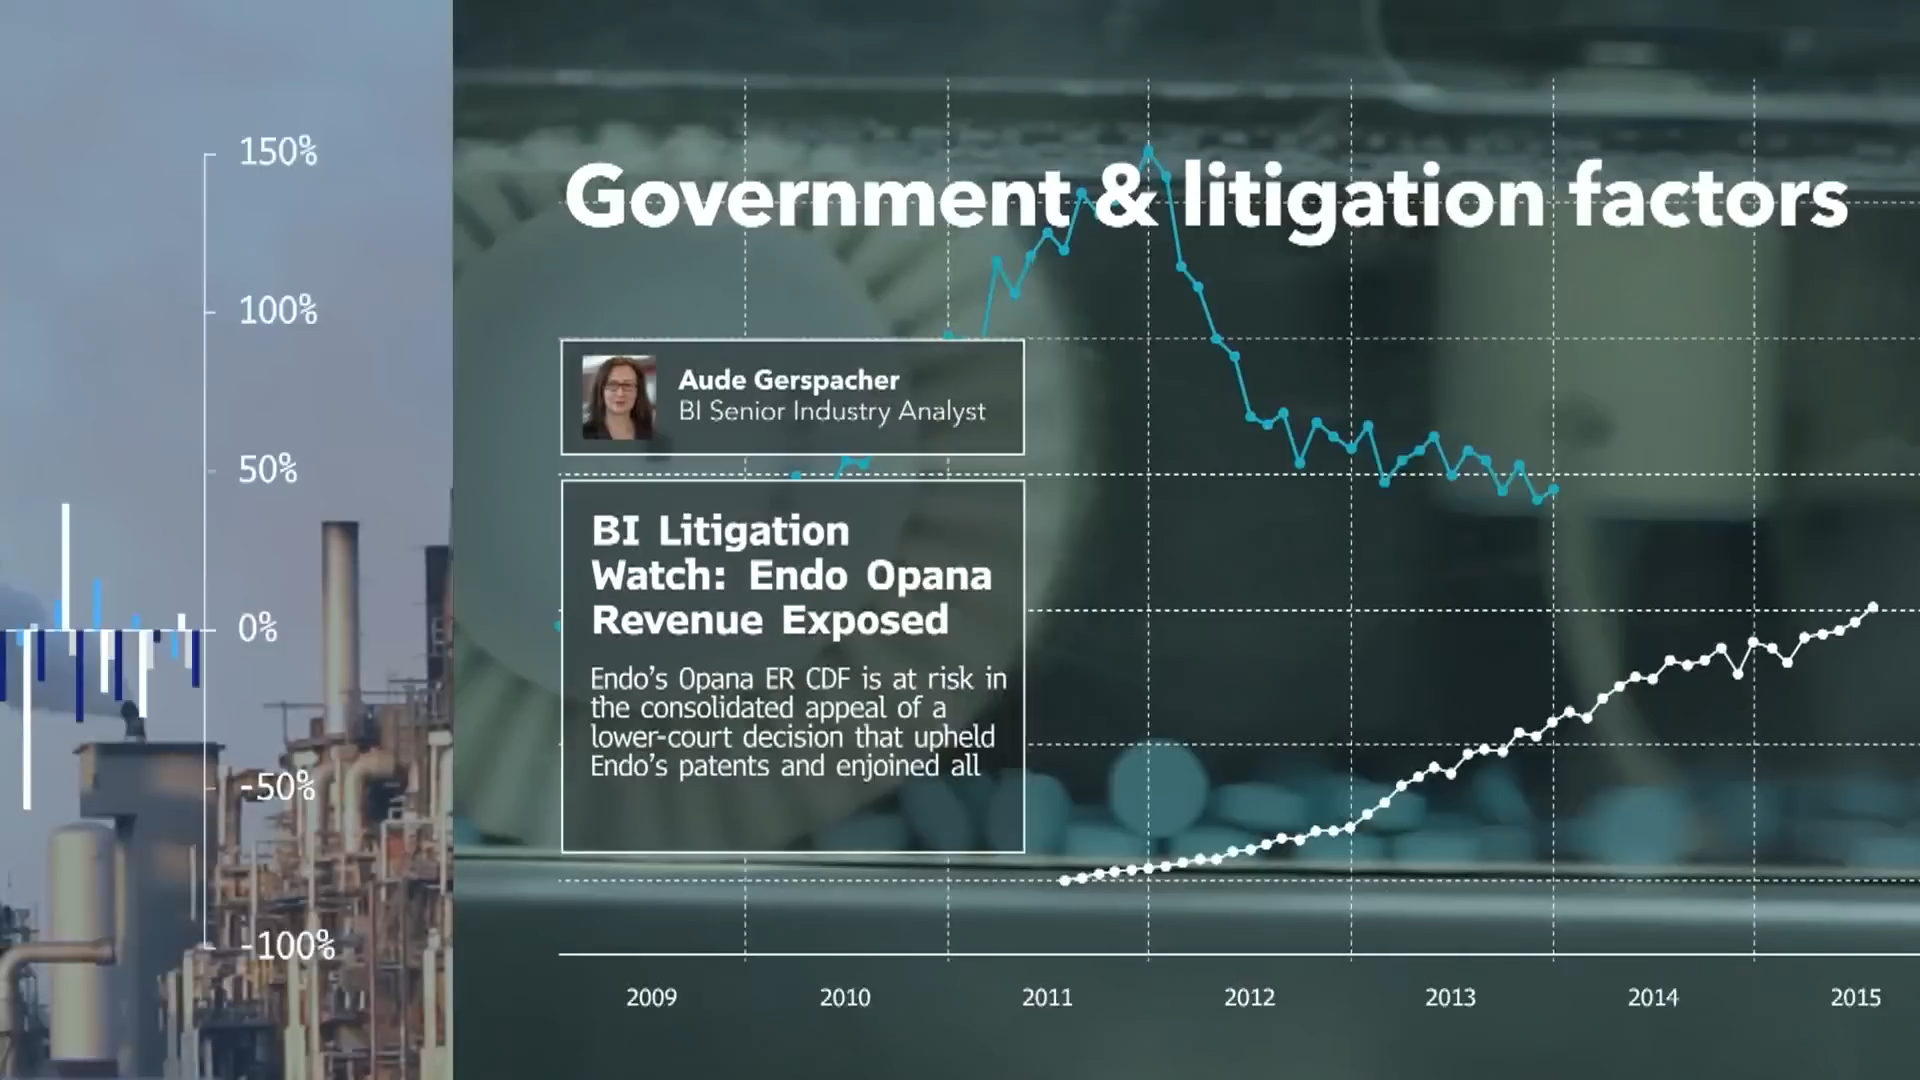 150%
100%
50%
0%
-50%
-100%
Government & litigation factors
Aude Gerspacher
BI Senior Industry Analyst
BI Litigation
Watch: Endo Opana
Revenue Exposed
Endo's Opana ER CDF is at risk in
the consolidated appeal of a
lower-court decision that upheld
Endo's patents and enjoined all
2009 2010 2011 2012 2013 2014 2015